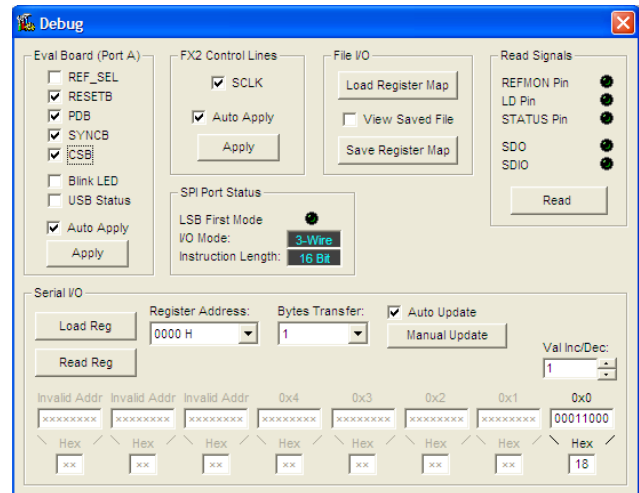 Debug
Eval Board (Port A)
REF_SEL
RESETB
PDB
SYNCB
CSB
Blink LED
USB Status
Auto Apply
Apply
FX2 Control Lines
SCLK
Auto Apply
Apply
File I/O
Load Register Map
View Saved File
Save Register Map
Read Signals
REFMON Pin
LD Pin
STATUS Pin
SDO
SDIO
Read
SPI Port Status
LSB First Mode
I/O Mode: 3-Wire
Instruction Length: 16 Bit
Serial I/O
Load Reg
Read Reg
Register Address:
0000 H
Bytes Transfer:
1
Auto Update
Manual Update
Val Inc/Dec:
1
Invalid Addr Invalid Addr Invalid Addr 0x4 0x3 0x2 0x1 0x0
xxxxxxxx xxxxxxxx xxxxxxxx xxxxxxxx xxxxxxxx xxxxxxxx xxxxxxxx 00011000
Hex Hex Hex Hex Hex Hex Hex Hex
xx xx xx xx xx xx xx 18